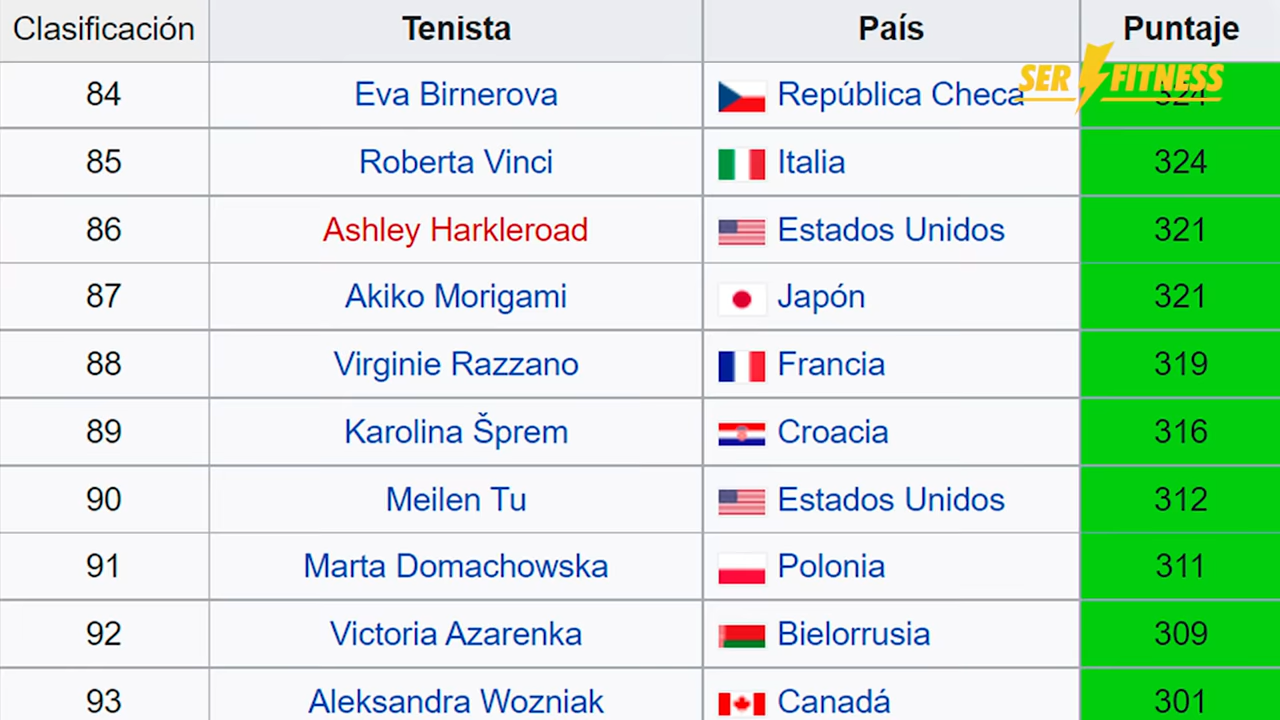 Clasificación Tenista País Puntaje
84 Eva Birnerova República Checa 324
SER FITNESS
85 Roberta Vinci Italia 324
86 Ashley Harkleroad Estados Unidos 321
87 Akiko Morigami Japón 321
88 Virginie Razzano Francia 319
89 Karolina Šprem Croacia 316
90 Meilen Tu Estados Unidos 312
91 Marta Domachowska Polonia 311
92 Victoria Azarenka Bielorrusia 309
93 Aleksandra Wozniak Canadá 301